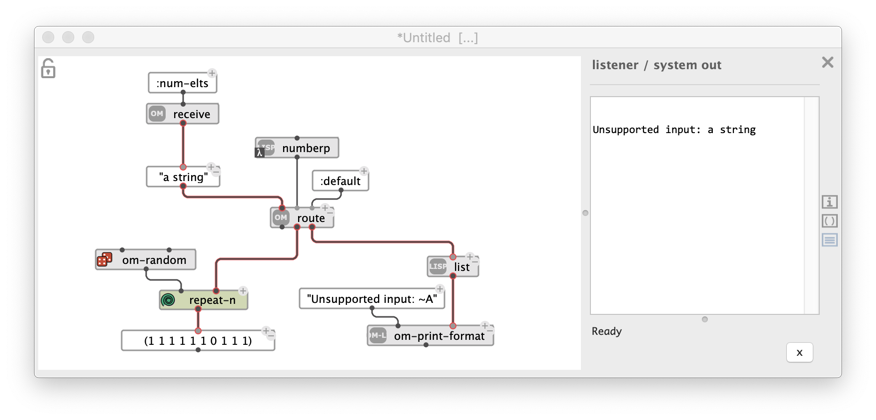 *Untitled [...]
:num-elts
OM receive
"a string"
LISP numberp
λ
:default
OM route
om-random
repeat-n
(1 1 1 1 1 1 0 1 1 1)
LISP list
"Unsupported input: ~A"
om-print-format
listener / system out
Unsupported input: a string
Ready
x